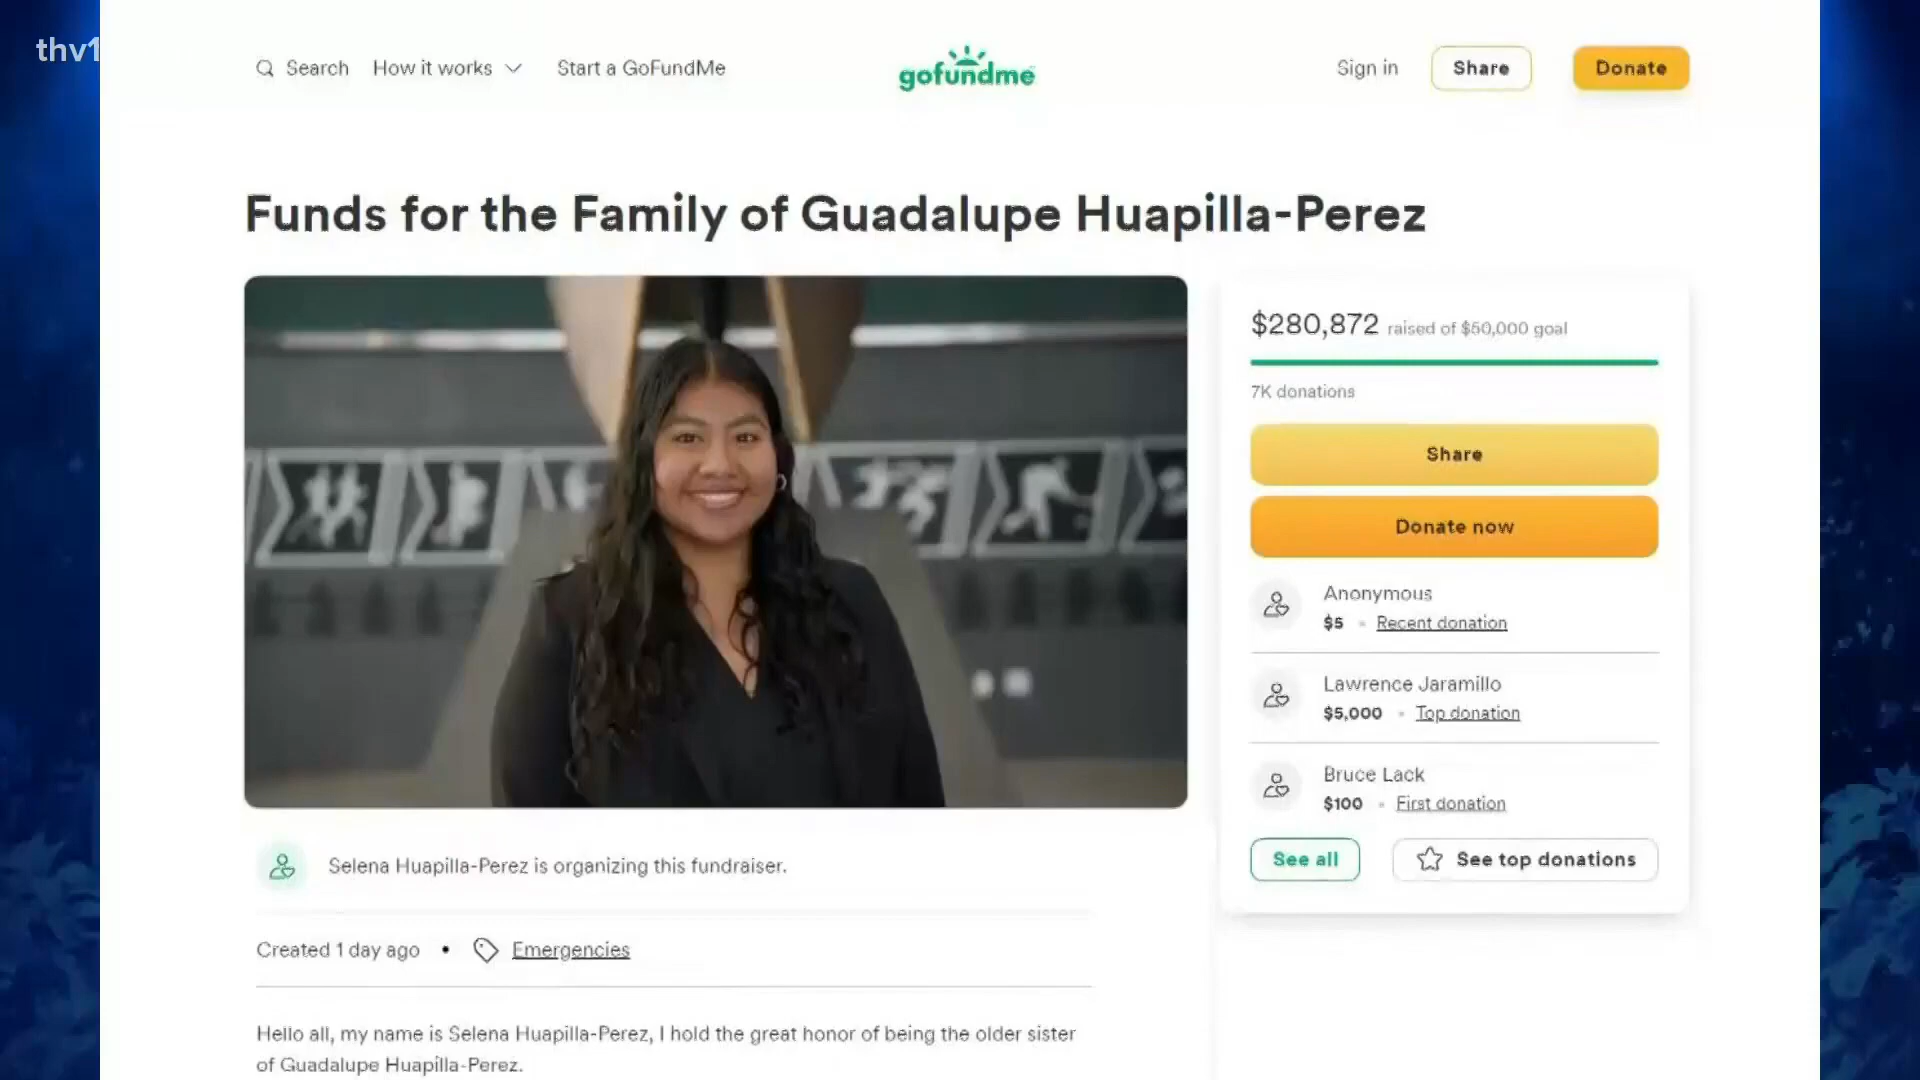 thv1
Search How it works Start a GoFundMe
gofundme
Sign in Share Donate
Funds for the Family of Guadalupe Huapilla-Perez
$280,872 raised of $50,000 goal
7K donations
Share
Donate now
Anonymous
$5 • Recent donation
Lawrence Jaramillo
$5,000 • Top donation
Bruce Lack
$100 • First donation
See all See top donations
Selena Huapilla-Perez is organizing this fundraiser.
Created 1 day ago • Emergencies
Hello all, my name is Selena Huapilla-Perez, I hold the great honor of being the older sister
of Guadalupe Huapilla-Perez.